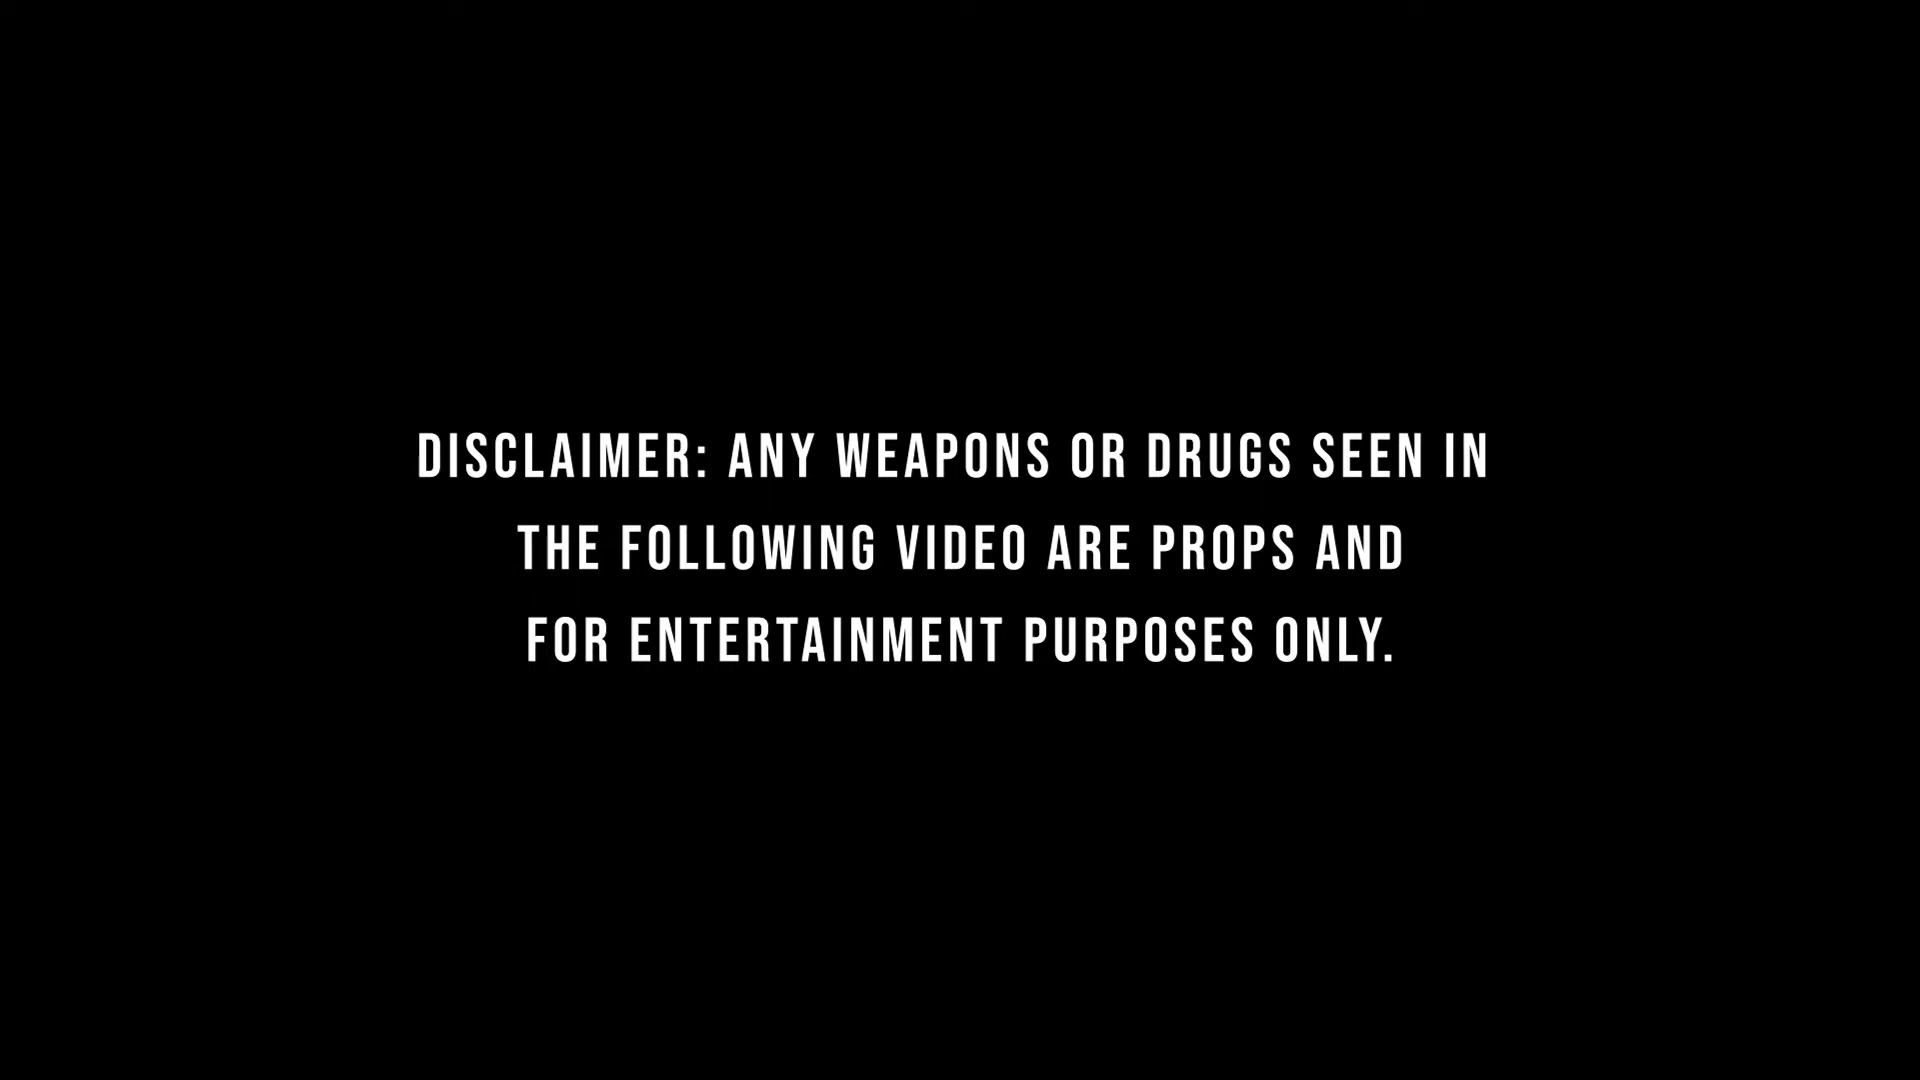 DISCLAIMER: ANY WEAPONS OR DRUGS SEEN IN
THE FOLLOWING VIDEO ARE PROPS AND
FOR ENTERTAINMENT PURPOSES ONLY.